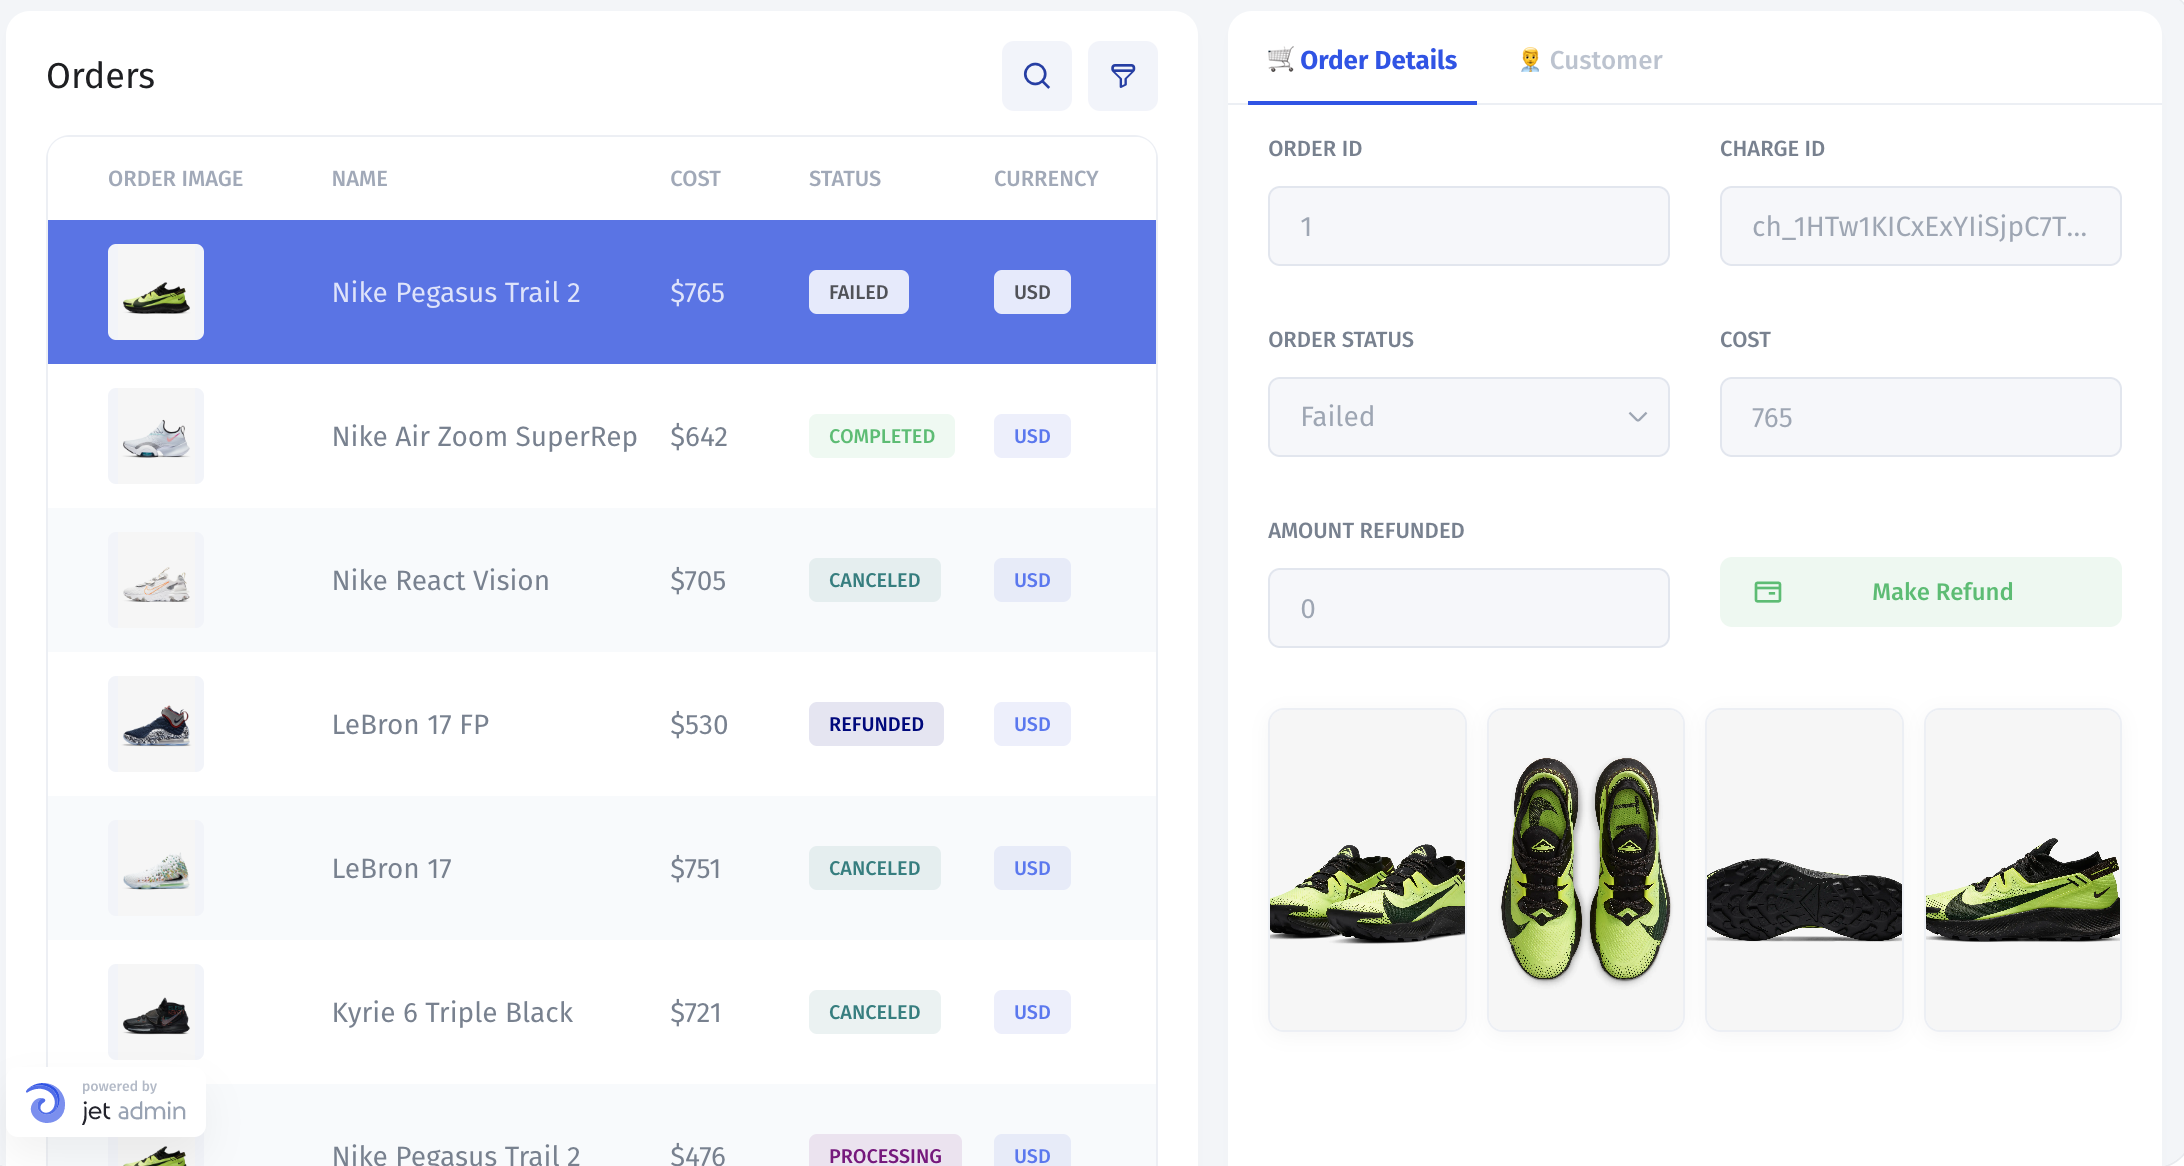 Orders
ORDER IMAGE NAME COST STATUS CURRENCY
Nike Pegasus Trail 2 $765 FAILED USD
Nike Air Zoom SuperRep $642 COMPLETED USD
Nike React Vision $705 CANCELED USD
LeBron 17 FP $530 REFUNDED USD
LeBron 17 $751 CANCELED USD
Kyrie 6 Triple Black $721 CANCELED USD
Nike Pegasus Trail 2 $476 PROCESSING USD
powered by
jet admin
Order Details Customer
ORDER ID CHARGE ID
1 ch_1HTw1KICxExYIiSjpC7T...
ORDER STATUS COST
Failed 765
AMOUNT REFUNDED
0 Make Refund